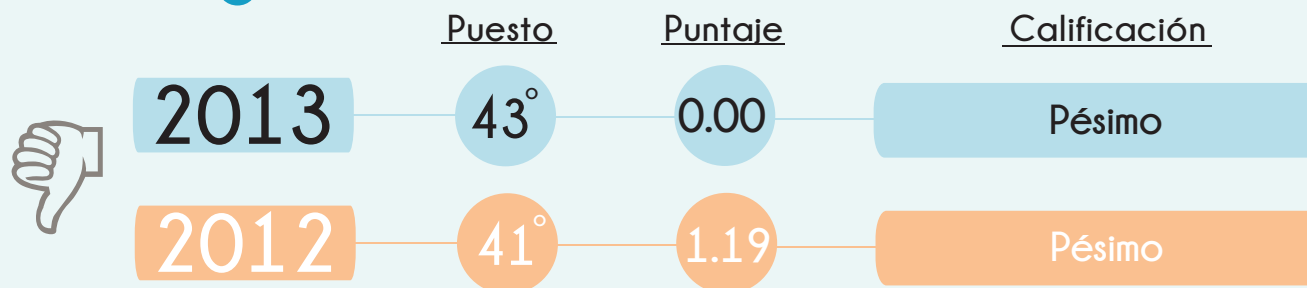 Puesto Puntaje Calificación
2013 43° 0.00 Pésimo
2012 41° 1.19 Pésimo